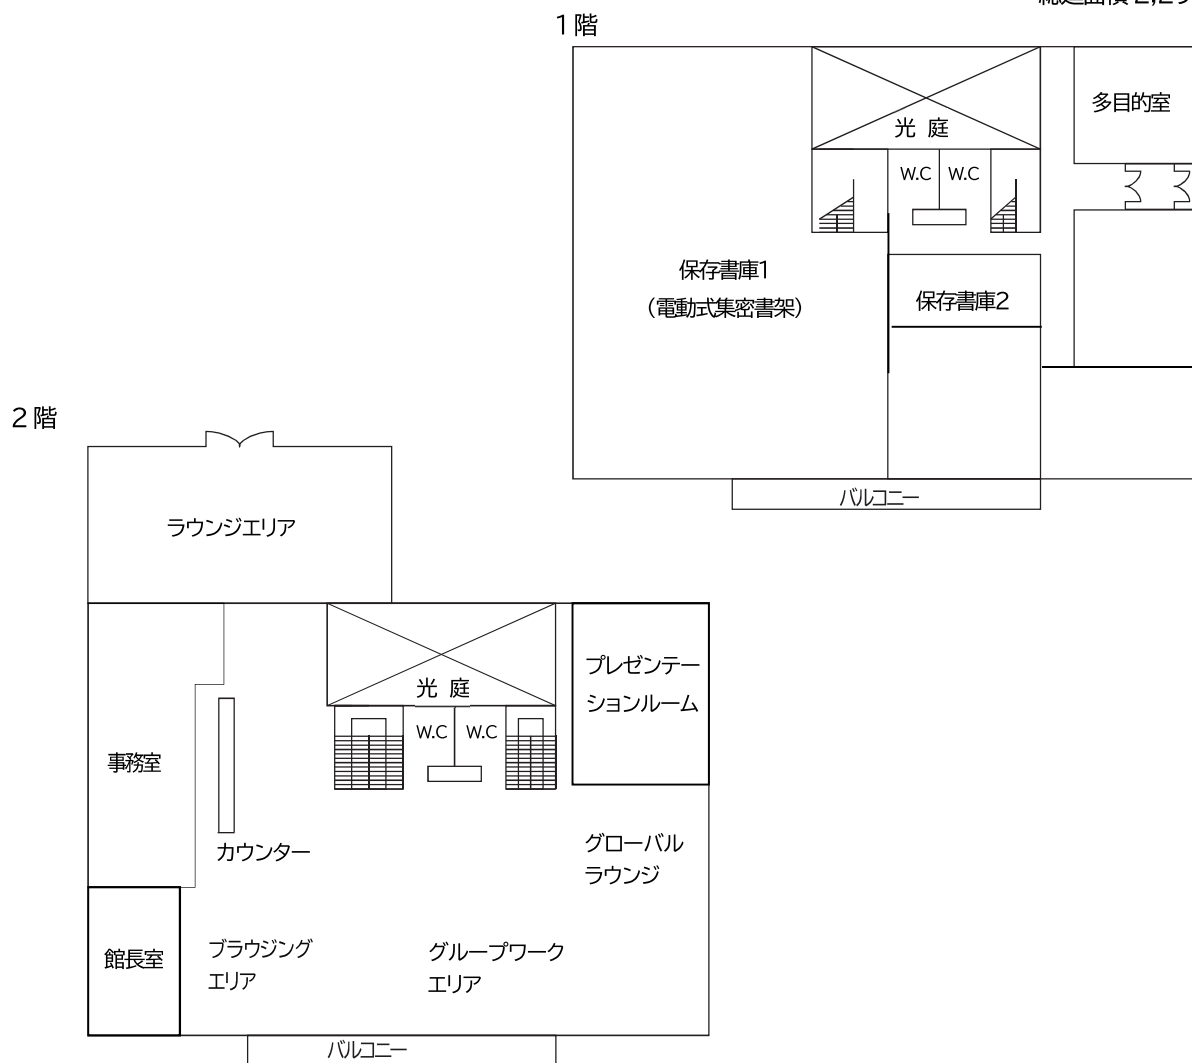 1階
光 庭
多目的室
W.C W.C
保存書庫1
（電動式集密書架）
保存書庫2
バルコニー
2階
ラウンジエリア
プレゼンテー
ションルーム
光 庭
W.C W.C
事務室
カウンター
グローバル
ラウンジ
館長室
ブラウジング
エリア
グループワーク
エリア
バルコニー